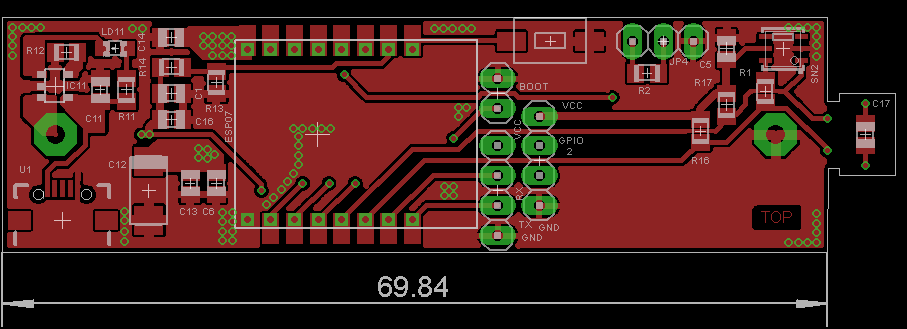 R12
LD11
C14
R14
IC11
C11
R11
C1
R13
C16
ESP07
U1
C12
C13
C6
BOOT
VCC
VCC
GPIO
2
RX
TX
GND
GND
JP4
C5
R2
R17
R1
SN2
R16
C17
TOP
69.84